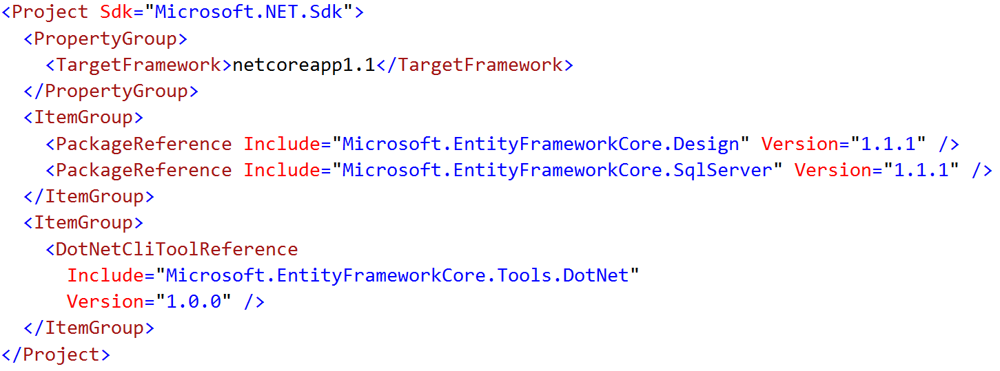 <Project Sdk="Microsoft.NET.Sdk">
  <PropertyGroup>
    <TargetFramework>netcoreapp1.1</TargetFramework>
  </PropertyGroup>
  <ItemGroup>
    <PackageReference Include="Microsoft.EntityFrameworkCore.Design" Version="1.1.1" />
    <PackageReference Include="Microsoft.EntityFrameworkCore.SqlServer" Version="1.1.1" />
  </ItemGroup>
  <ItemGroup>
    <DotNetCliToolReference
      Include="Microsoft.EntityFrameworkCore.Tools.DotNet"
      Version="1.0.0" />
  </ItemGroup>
</Project>